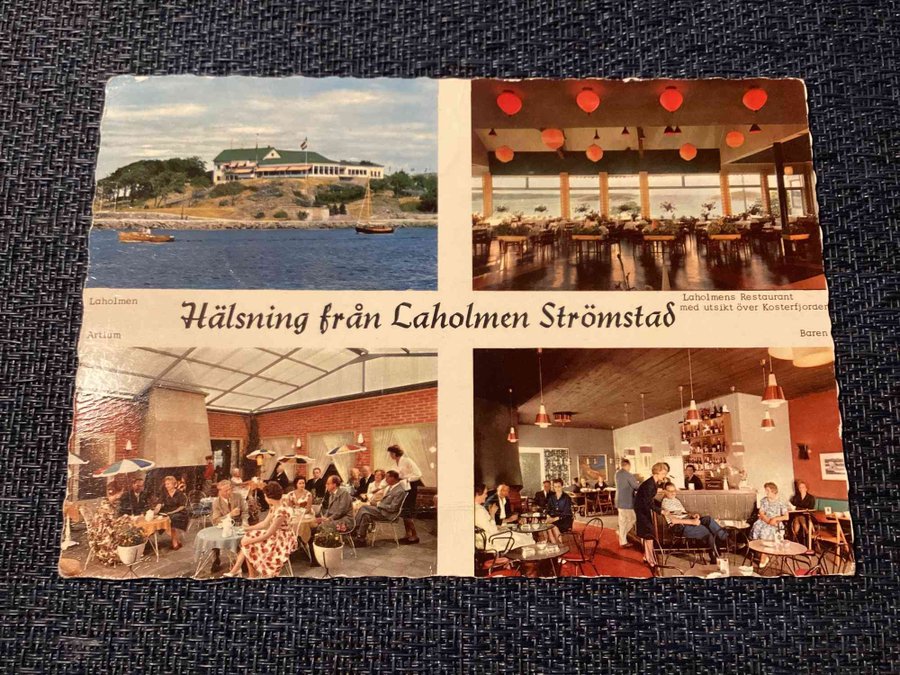 Laholmen
Hälsning från Laholmen Strömstad
Laholmens Restaurant
med utsikt över Kosterfjorden
Artium
Baren